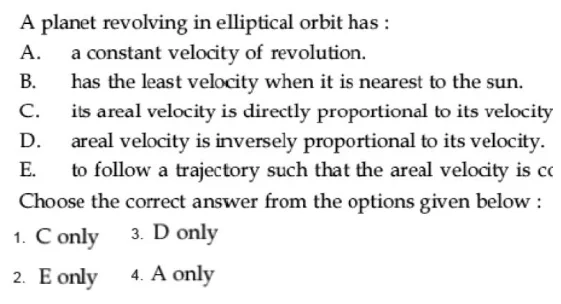 A planet revolving in elliptical orbit has :
A. a constant velocity of revolution.
B. has the least velocity when it is nearest to the sun.
C. its areal velocity is directly proportional to its velocity
D. areal velocity is inversely proportional to its velocity.
E. to follow a trajectory such that the areal velocity is
Choose the correct answer from the options given below :
1. C only 3. D only
2. E only 4. A only